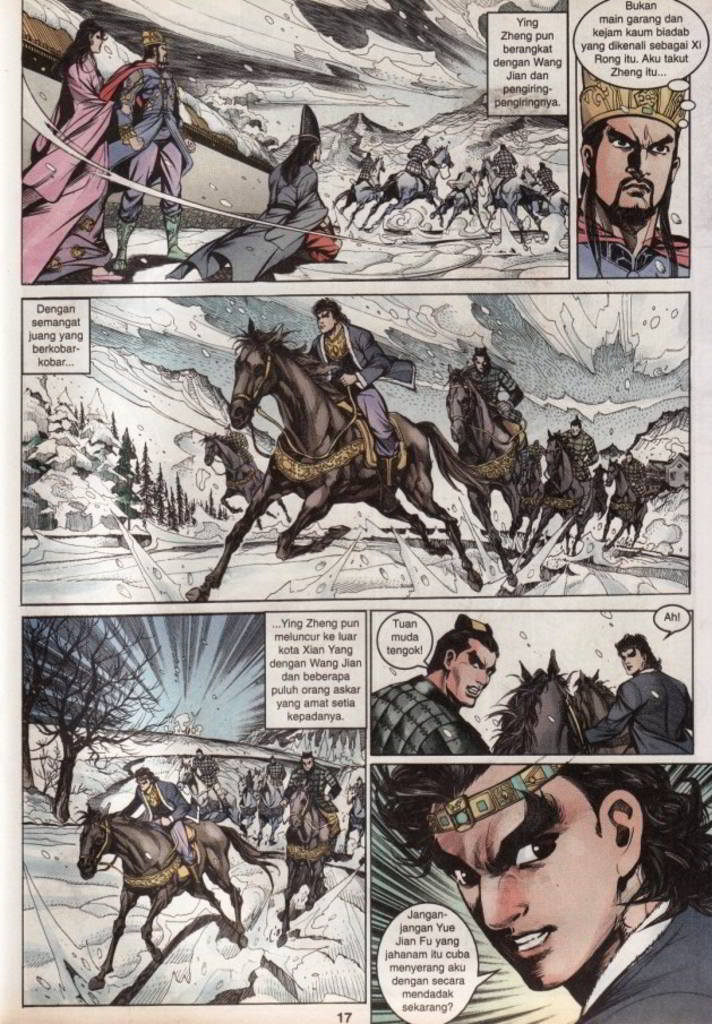 Ying
Zheng pun
berangkat
dengan Wang
Jian dan
pengiring-
pengiringnya.
Bukan
main garang dan
kejam kaum biadab
yang dikenali sebagai Xi
Rong itu. Aku takut
Zheng itu...
Dengan
semangat
juang yang
berkobar-
kobar...
...Ying Zheng pun
meluncur ke luar
kota Xian Yang
dengan Wang Jian
dan beberapa
puluh orang askar
yang amat setia
kepadanya.
Tuan
muda
tengok!
Ah!
Jangan-
jangan Yue
Jian Fu yang
jahanam itu cuba
menyerang aku
dengan secara
mendadak
sekarang?
17